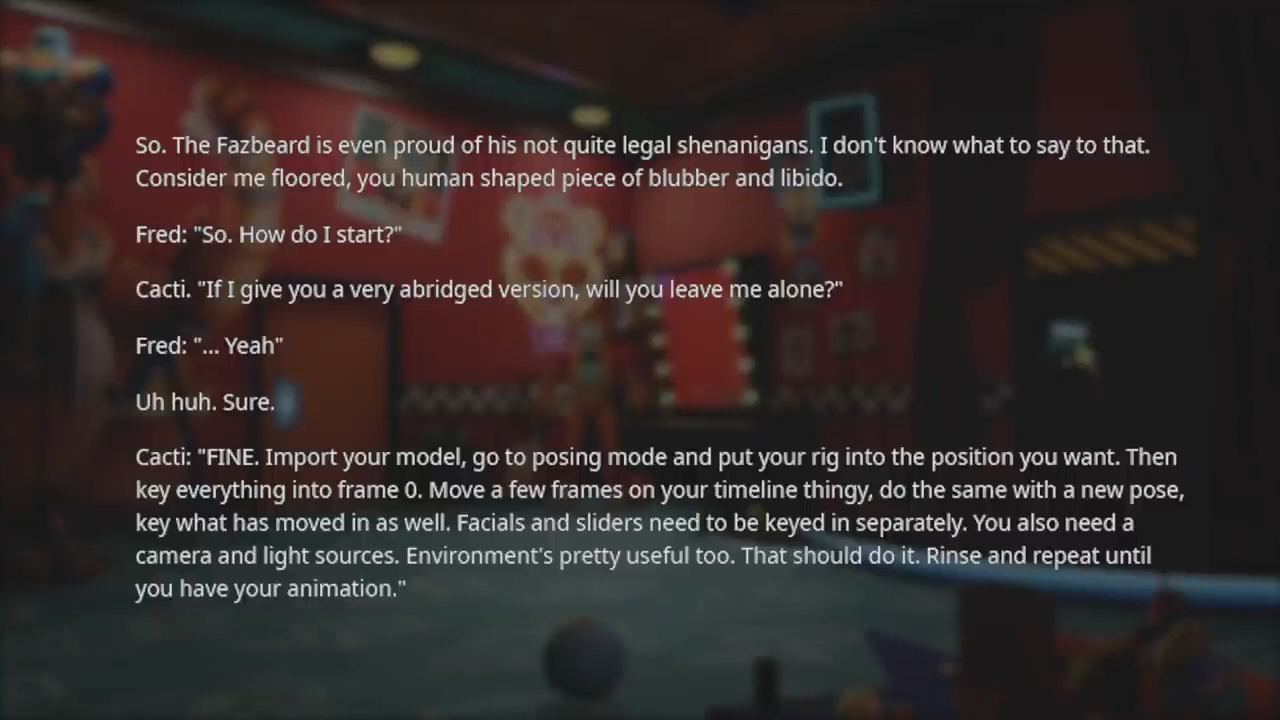 So. The Fazbeard is even proud of his not quite legal shenanigans. I don't know what to say to that.
Consider me floored, you human shaped piece of blubber and libido.
Fred: "So. How do I start?"
Cacti. "If I give you a very abridged version, will you leave me alone?"
Fred: "... Yeah"
Uh huh. Sure.
Cacti: "FINE. Import your model, go to posing mode and put your rig into the position you want. Then
key everything into frame 0. Move a few frames on your timeline thingy, do the same with a new pose,
key what has moved in as well. Facials and sliders need to be keyed in separately. You also need a
camera and light sources. Environment's pretty useful too. That should do it. Rinse and repeat until
you have your animation."